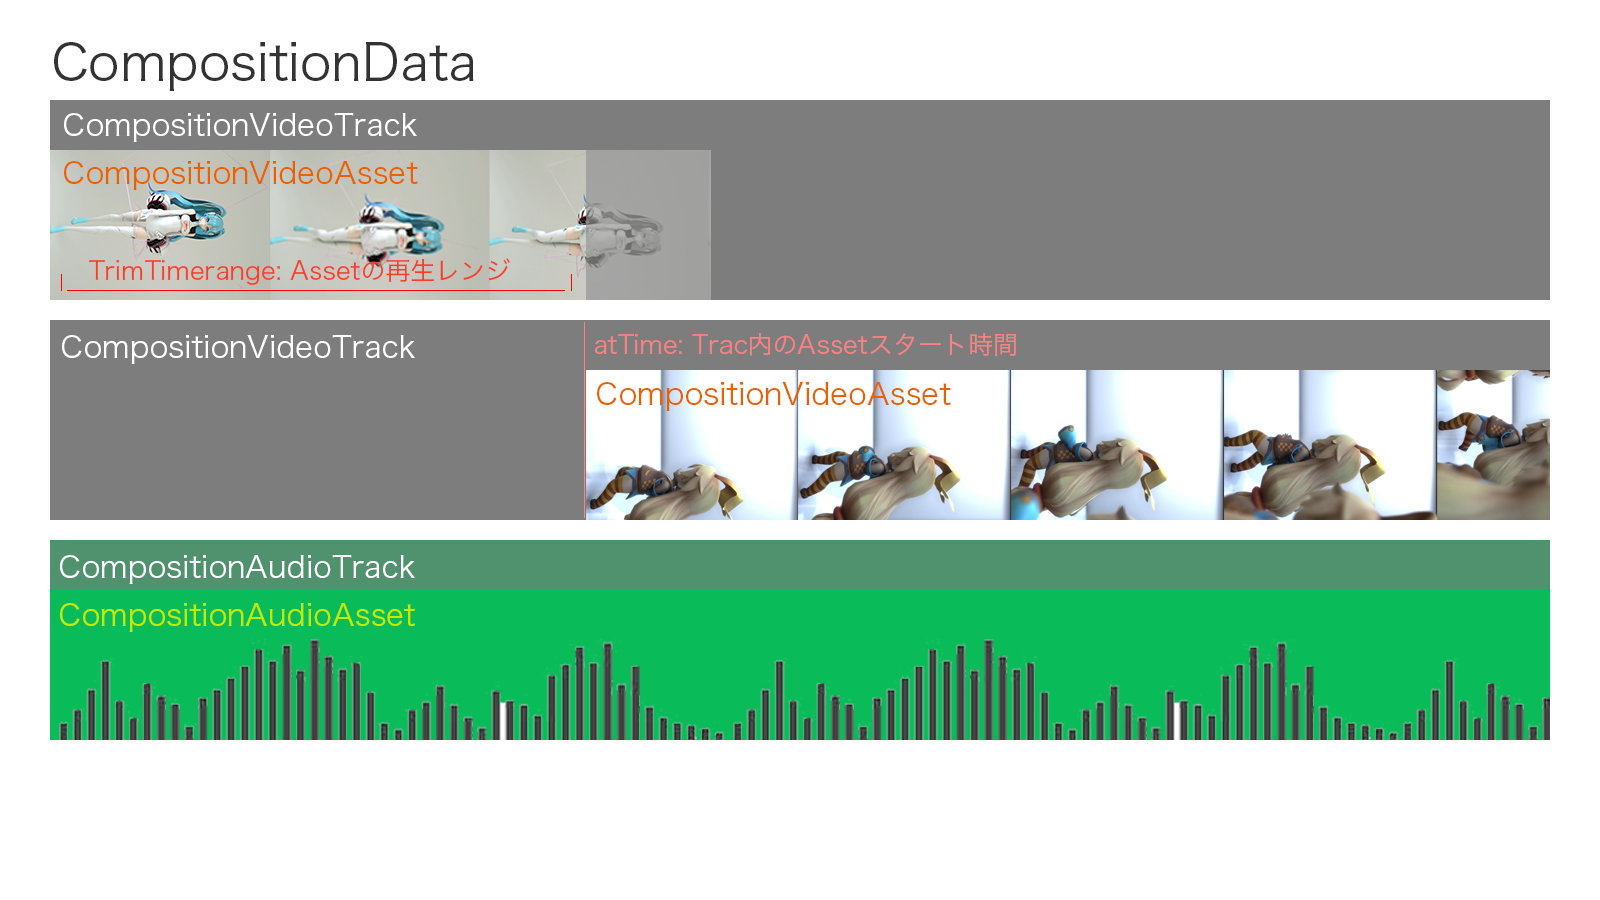 CompositionData
CompositionVideoTrack
CompositionVideoAsset
TrimTimerange: Assetの再生レンジ
CompositionVideoTrack
atTime: Trac内のAssetスタート時間
CompositionVideoAsset
CompositionAudioTrack
CompositionAudioAsset